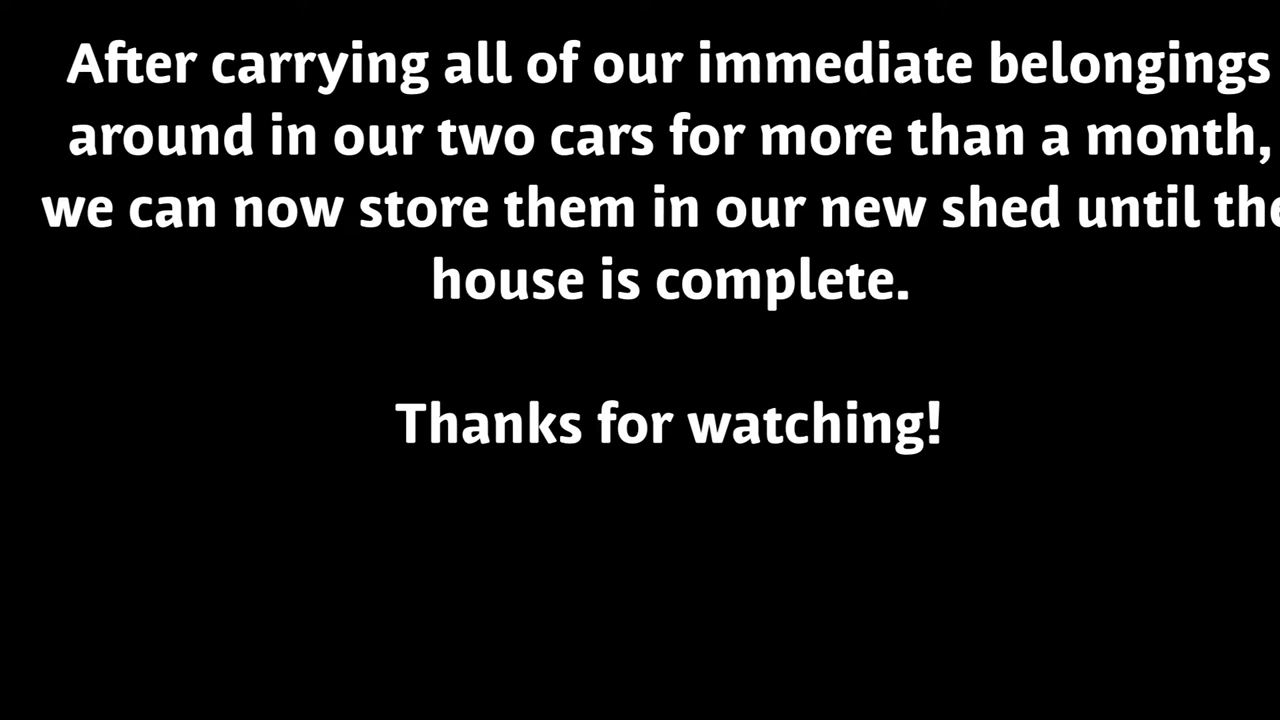 After carrying all of our immediate belongings
around in our two cars for more than a month,
we can now store them in our new shed until the
house is complete.
Thanks for watching!